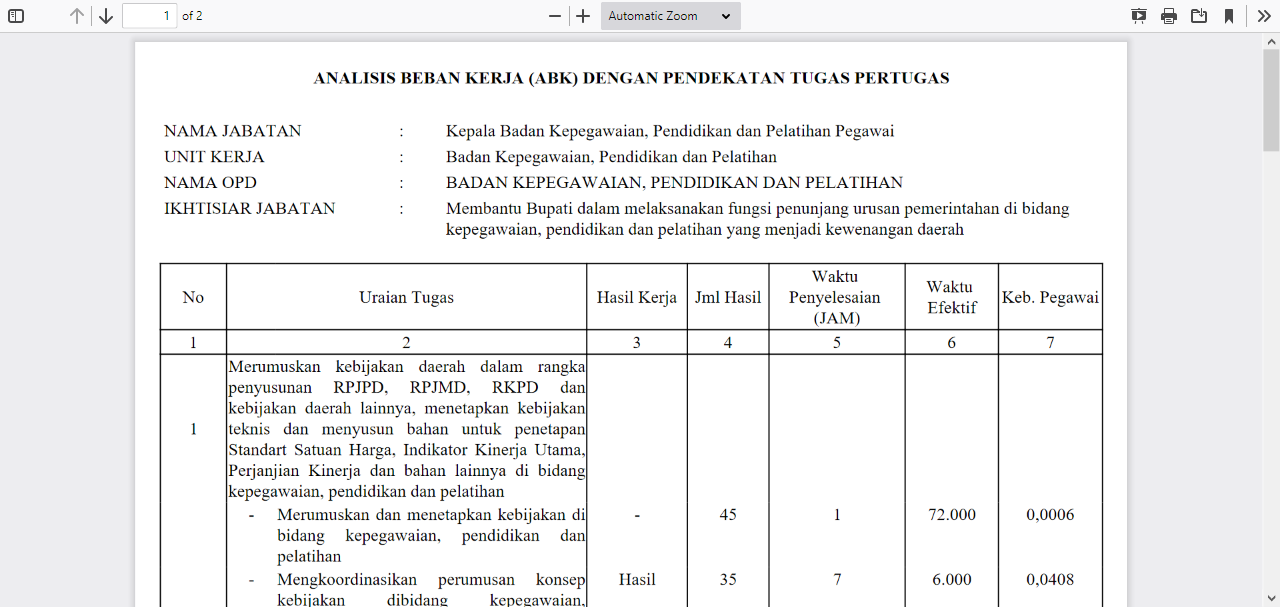 1 of 2 Automatic Zoom
ANALISIS BEBAN KERJA (ABK) DENGAN PENDEKATAN TUGAS PERTUGAS
NAMA JABATAN : Kepala Badan Kepegawaian, Pendidikan dan Pelatihan Pegawai
UNIT KERJA : Badan Kepegawaian, Pendidikan dan Pelatihan
NAMA OPD : BADAN KEPEGAWAIAN, PENDIDIKAN DAN PELATIHAN
IKHTISIAR JABATAN : Membantu Bupati dalam melaksanakan fungsi penunjang urusan pemerintahan di bidang
kepegawaian, pendidikan dan pelatihan yang menjadi kewenangan daerah
No Uraian Tugas Hasil Kerja Jml Hasil Waktu Penyelesaian (JAM) Waktu Efektif Keb. Pegawai
1 2 3 4 5 6 7
Merumuskan kebijakan daerah dalam rangka
penyusunan RPJPD, RPJMD, RKPD dan
kebijakan daerah lainnya, menetapkan kebijakan
1 teknis dan menyusun bahan untuk penetapan
Standart Satuan Harga, Indikator Kinerja Utama,
Perjanjian Kinerja dan bahan lainnya di bidang
kepegawaian, pendidikan dan pelatihan
- Merumuskan dan menetapkan kebijakan di - 45 1 72.000 0,0006
bidang kepegawaian, pendidikan dan
pelatihan
- Mengkoordinasikan perumusan konsep Hasil 35 7 6.000 0,0408
kebijakan dibidang kepegawaian,